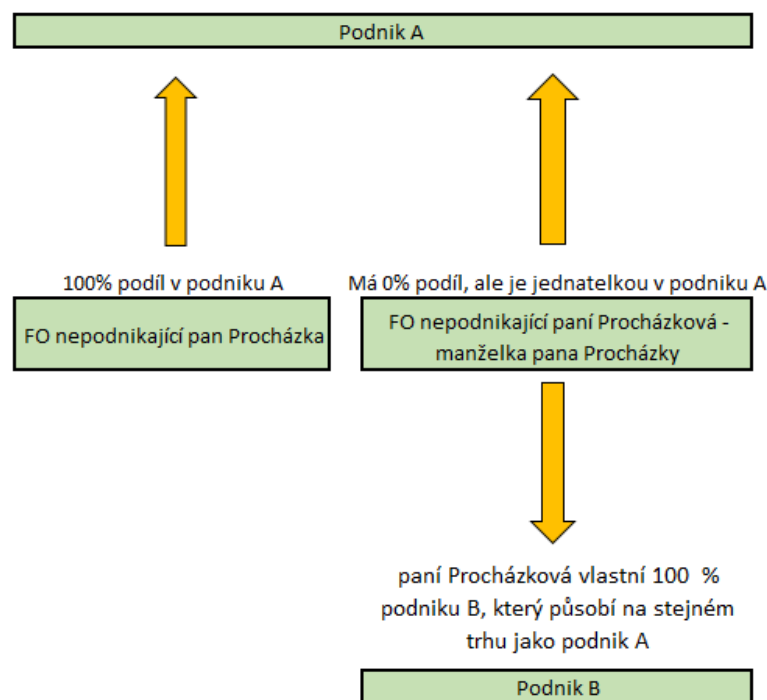 Podnik A
100% podíl v podniku A
Má 0% podíl, ale je jednatelkou v podniku A
FO nepodnikající pan Procházka
FO nepodnikající paní Procházková -
manželka pana Procházky
paní Procházková vlastní 100 %
podniku B, který působí na stejném
trhu jako podnik A
Podnik B